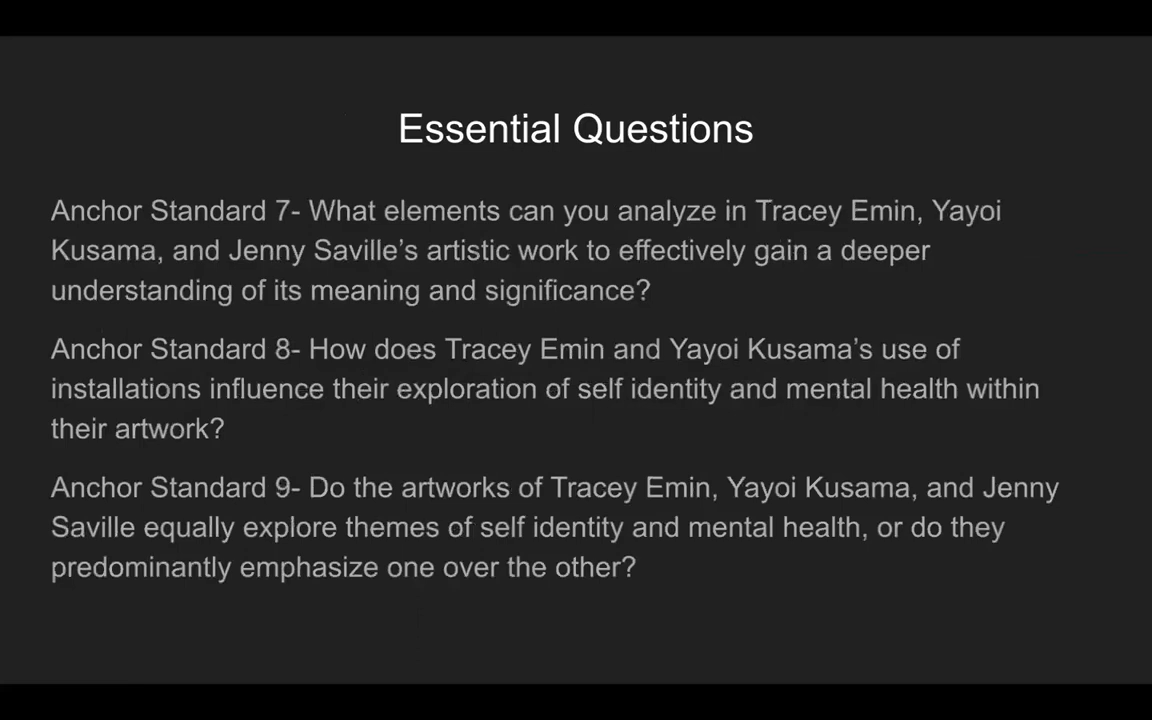 Essential Questions
Anchor Standard 7- What elements can you analyze in Tracey Emin, Yayoi
Kusama, and Jenny Saville’s artistic work to effectively gain a deeper
understanding of its meaning and significance?
Anchor Standard 8- How does Tracey Emin and Yayoi Kusama’s use of
installations influence their exploration of self identity and mental health within
their artwork?
Anchor Standard 9- Do the artworks of Tracey Emin, Yayoi Kusama, and Jenny
Saville equally explore themes of self identity and mental health, or do they
predominantly emphasize one over the other?